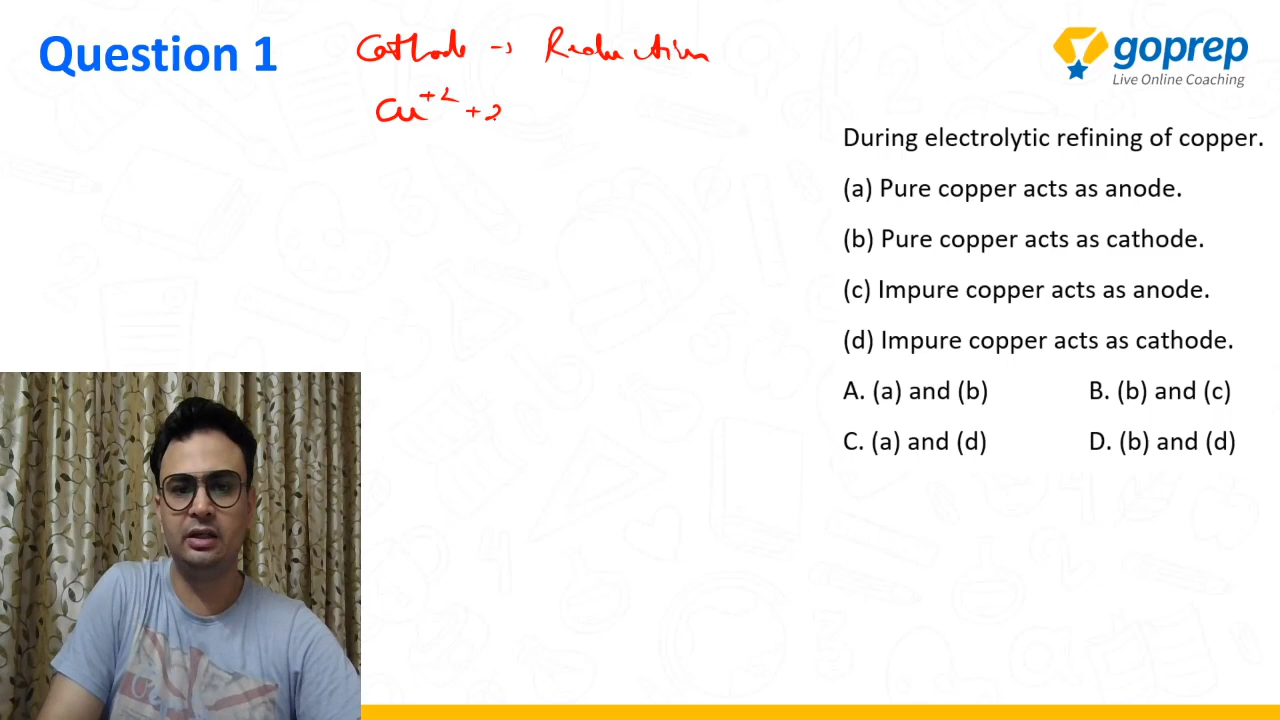 Question 1
Cathode → Reduction
Cu+2 + 2
goprep
Live Online Coaching
During electrolytic refining of copper.
(a) Pure copper acts as anode.
(b) Pure copper acts as cathode.
(c) Impure copper acts as anode.
(d) Impure copper acts as cathode.
A. (a) and (b) B. (b) and (c)
C. (a) and (d) D. (b) and (d)